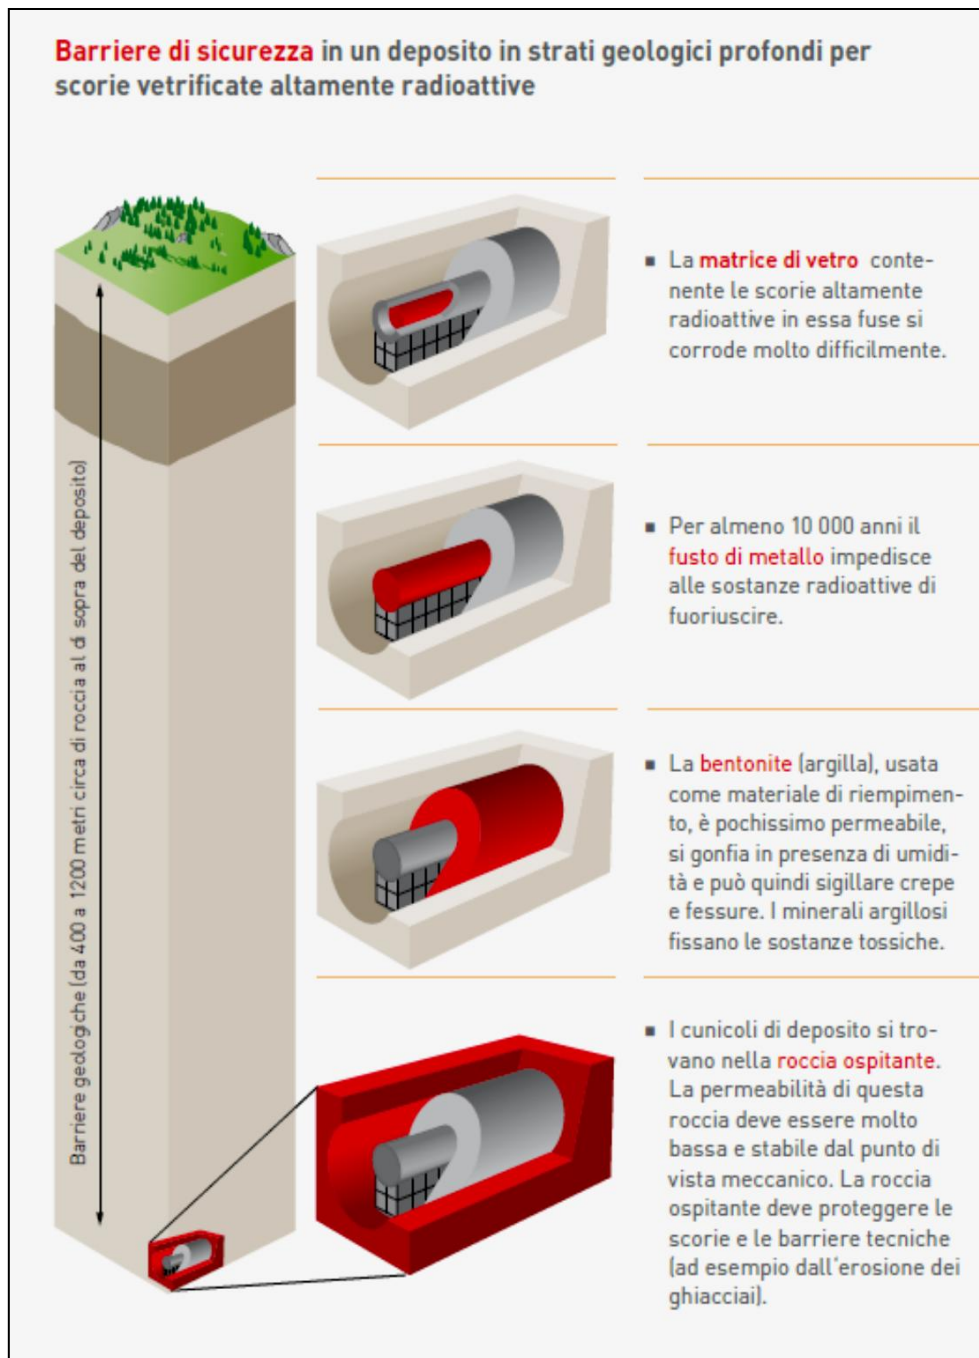 Barriere di sicurezza in un deposito in strati geologici profondi per
scorie vetrificate altamente radioattive
Barriere geologiche (da 400 a 1200 metri circa di roccia al di sopra del deposito)
▪ La matrice di vetro conte-
nente le scorie altamente
radioattive in essa fuse si
corrode molto difficilmente.
▪ Per almeno 10 000 anni il
fusto di metallo impedisce
alle sostanze radioattive di
fuoriuscire.
▪ La bentonite (argilla), usata
come materiale di riempimen-
to, è pochissimo permeabile,
si gonfia in presenza di umidi-
tà e può quindi sigillare crepe
e fessure. I minerali argillosi
fissano le sostanze tossiche.
▪ I cunicoli di deposito si tro-
vano nella roccia ospitante.
La permeabilità di questa
roccia deve essere molto
bassa e stabile dal punto di
vista meccanico. La roccia
ospitante deve proteggere le
scorie e le barriere tecniche
(ad esempio dall'erosione dei
ghiacciai).